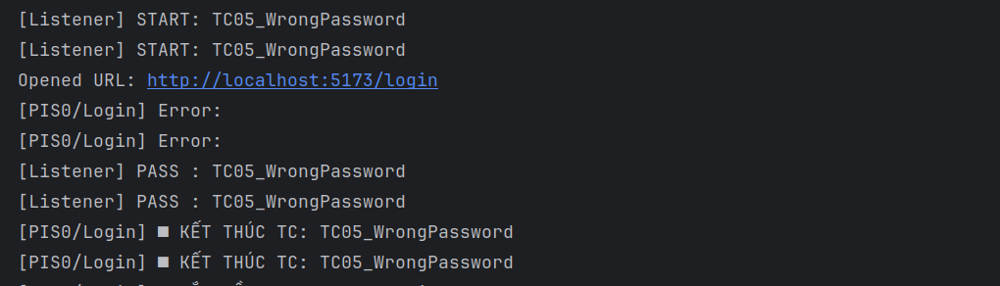 [Listener] START: TC05_WrongPassword
[Listener] START: TC05_WrongPassword
Opened URL: http://localhost:5173/login
[PIS0/Login] Error:
[PIS0/Login] Error:
[Listener] PASS : TC05_WrongPassword
[Listener] PASS : TC05_WrongPassword
[PIS0/Login] ■ KẾT THÚC TC: TC05_WrongPassword
[PIS0/Login] ■ KẾT THÚC TC: TC05_WrongPassword